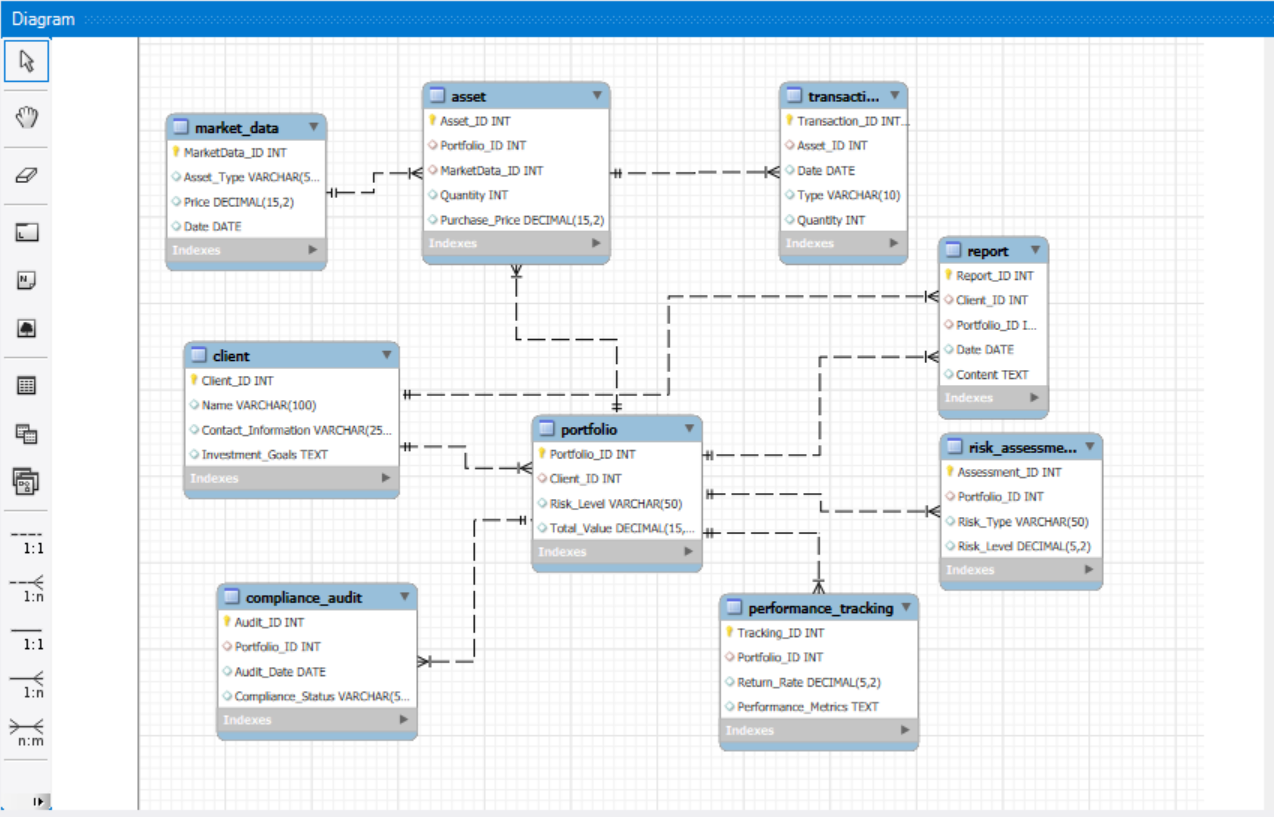 Diagram
market_data
MarketData_ID INT
Asset_Type VARCHAR(5...
Price DECIMAL(15,2)
Date DATE
Indexes
asset
Asset_ID INT
Portfolio_ID INT
MarketData_ID INT
Quantity INT
Purchase_Price DECIMAL(15,2)
Indexes
transacti...
Transaction_ID INT...
Asset_ID INT
Date DATE
Type VARCHAR(10)
Quantity INT
Indexes
report
Report_ID INT
Client_ID INT
Portfolio_ID I...
Date DATE
Content TEXT
Indexes
client
Client_ID INT
Name VARCHAR(100)
Contact_Information VARCHAR(25...
Investment_Goals TEXT
Indexes
portfolio
Portfolio_ID INT
Client_ID INT
Risk_Level VARCHAR(50)
Total_Value DECIMAL(15,...
Indexes
risk_assessme...
Assessment_ID INT
Portfolio_ID INT
Risk_Type VARCHAR(50)
Risk_Level DECIMAL(5,2)
Indexes
compliance_audit
Audit_ID INT
Portfolio_ID INT
Audit_Date DATE
Compliance_Status VARCHAR(5...
Indexes
performance_tracking
Tracking_ID INT
Portfolio_ID INT
Return_Rate DECIMAL(5,2)
Performance_Metrics TEXT
Indexes
1:1
1:n
1:1
1:n
n:m